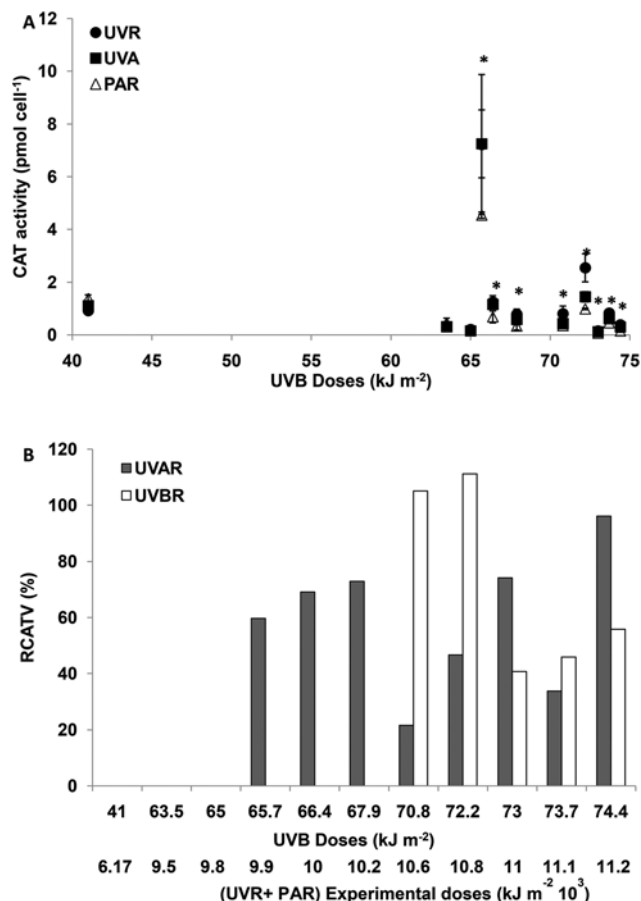 A
UVR
UVA
PAR
CAT activity (pmol cell⁻¹)
12
10
8
6
4
2
0
* * * * * * * *
40 45 50 55 60 65 70 75
UVB Doses (kJ m⁻²)
B
UVAR
UVBR
RCATV (%)
120
100
80
60
40
20
0
41 63.5 65 65.7 66.4 67.9 70.8 72.2 73 73.7 74.4
UVB Doses (kJ m⁻²)
6.17 9.5 9.8 9.9 10 10.2 10.6 10.8 11 11.1 11.2
(UVR+ PAR) Experimental doses (kJ m⁻² 10³)